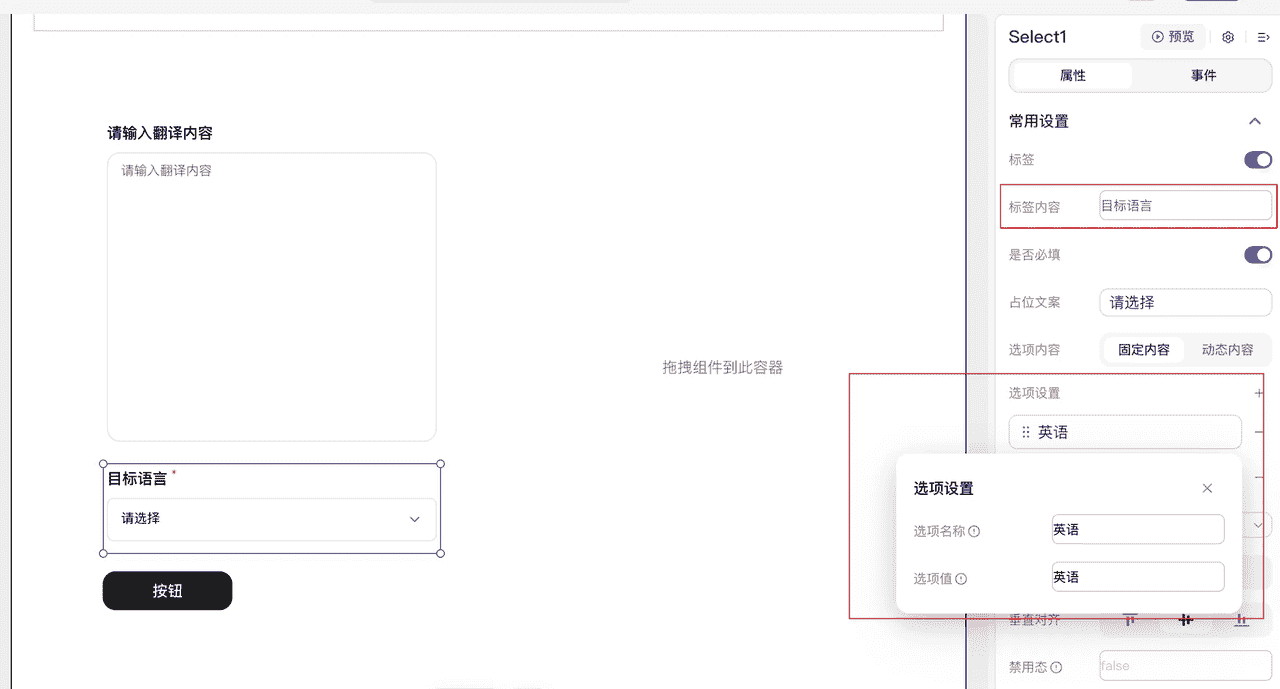 请输入翻译内容
请输入翻译内容
目标语言 *
请选择
按钮
拖拽组件到此容器
Select1
预览
属性 事件
常用设置
标签
标签内容 目标语言
是否必填
占位文案 请选择
选项内容 固定内容 动态内容
选项设置
英语
选项设置
选项名称 英语
选项值 英语
垂直对齐
禁用态 false